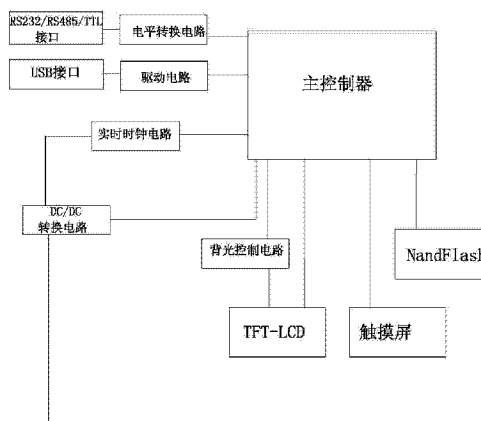 RS232/RS485/TTL
接口
电平转换电路
USB接口
驱动电路
主控制器
实时时钟电路
DC/DC
转换电路
背光控制电路
NandFlash
TFT-LCD
触摸屏